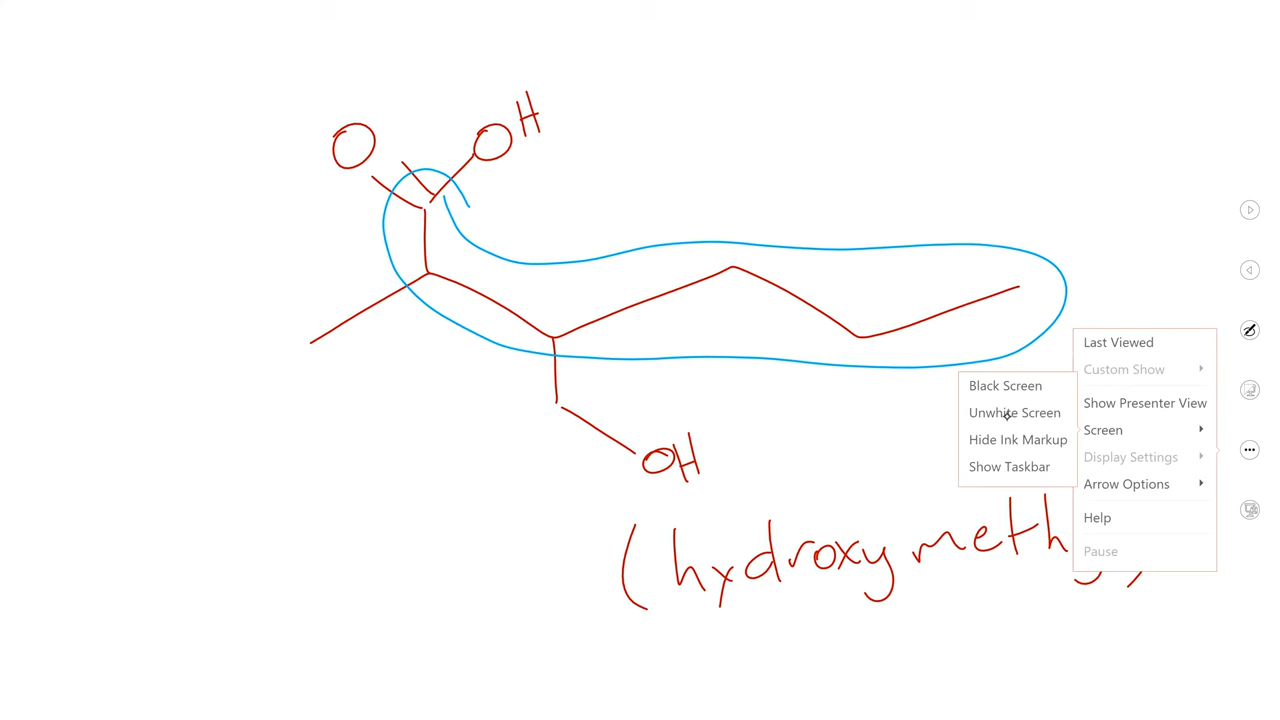 O
OH
OH
(hydroxymethy)
Last Viewed
Custom Show
Show Presenter View
Screen
Display Settings
Arrow Options
Help
Pause
Black Screen
Unwhite Screen
Hide Ink Markup
Show Taskbar